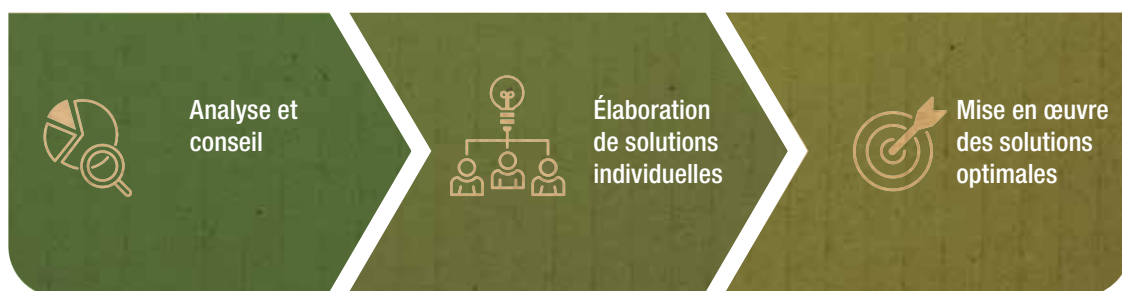 Analyse et
conseil
Élaboration
de solutions
individuelles
Mise en œuvre
des solutions
optimales